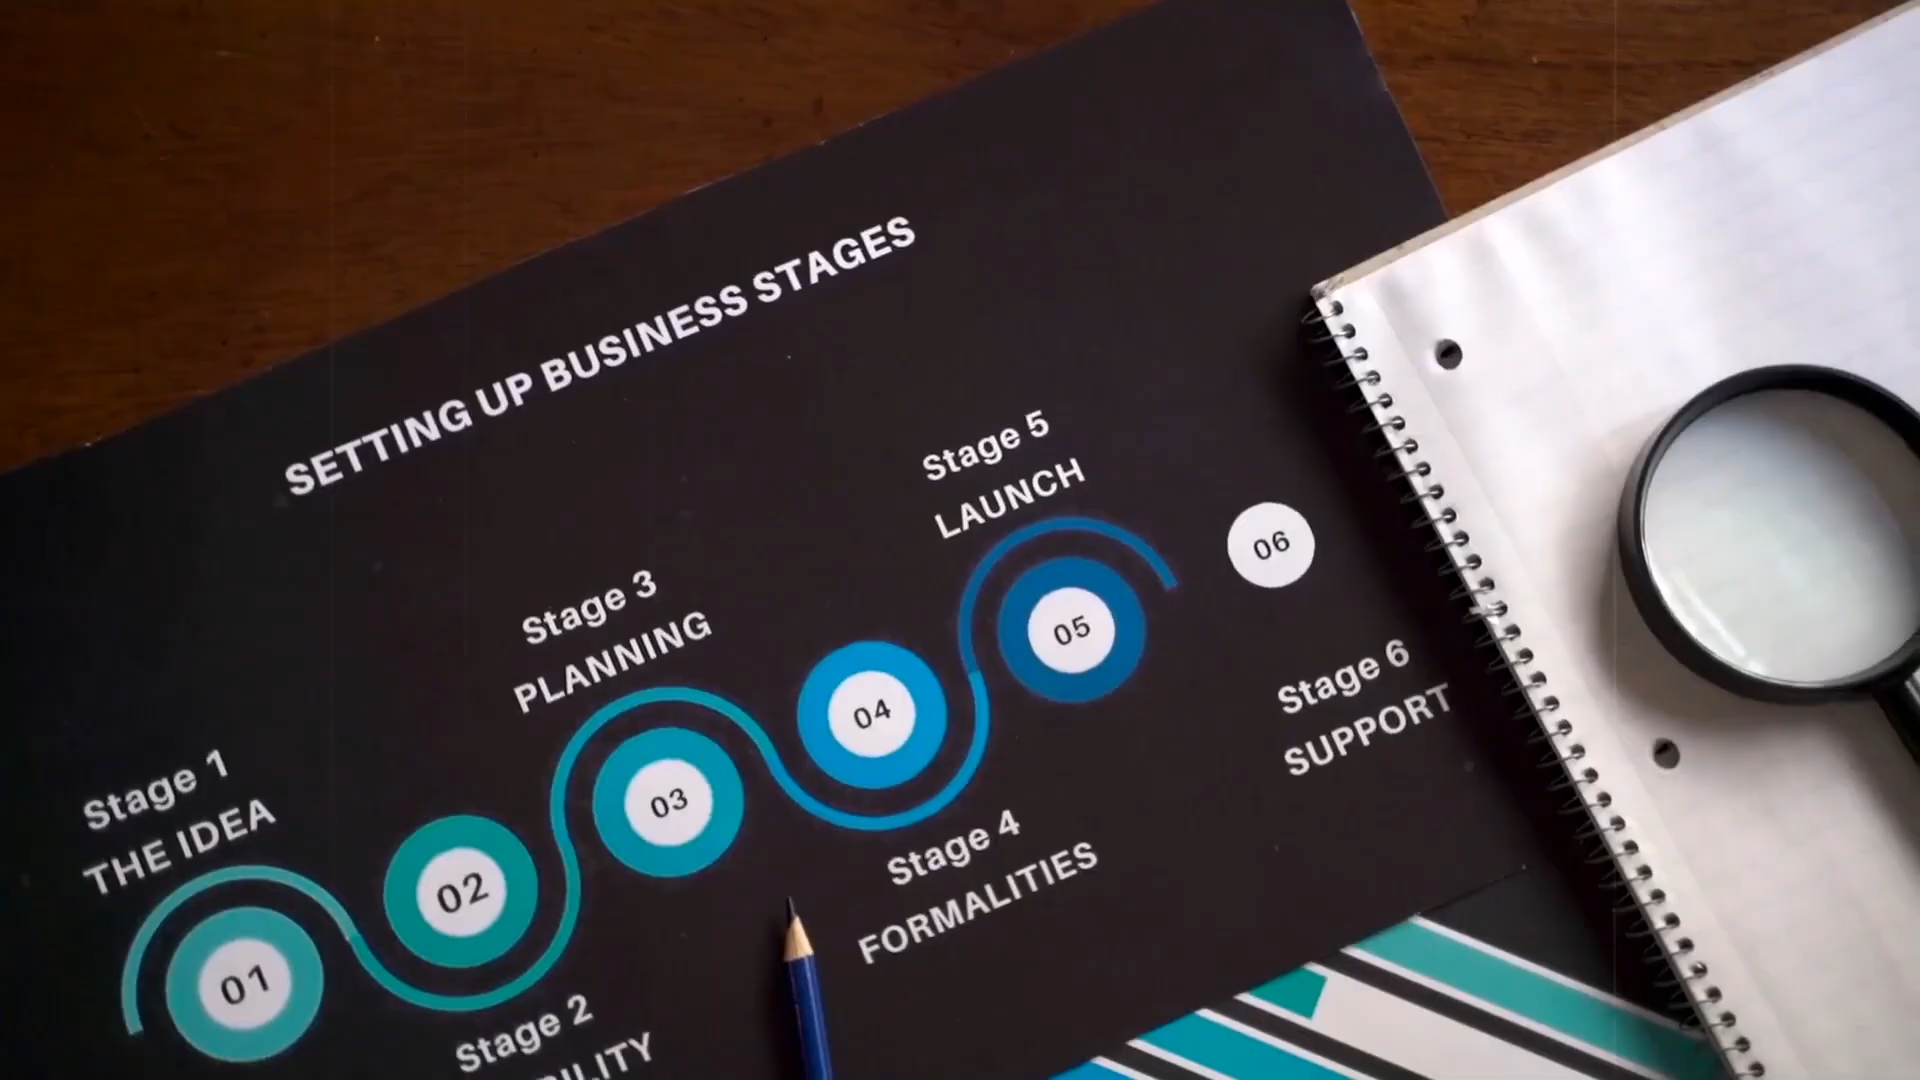 SETTING UP BUSINESS STAGES
Stage 1
THE IDEA
01
02
Stage 2
Stage 3
PLANNING
03
04
Stage 4
FORMALITIES
Stage 5
LAUNCH
05
06
Stage 6
SUPPORT